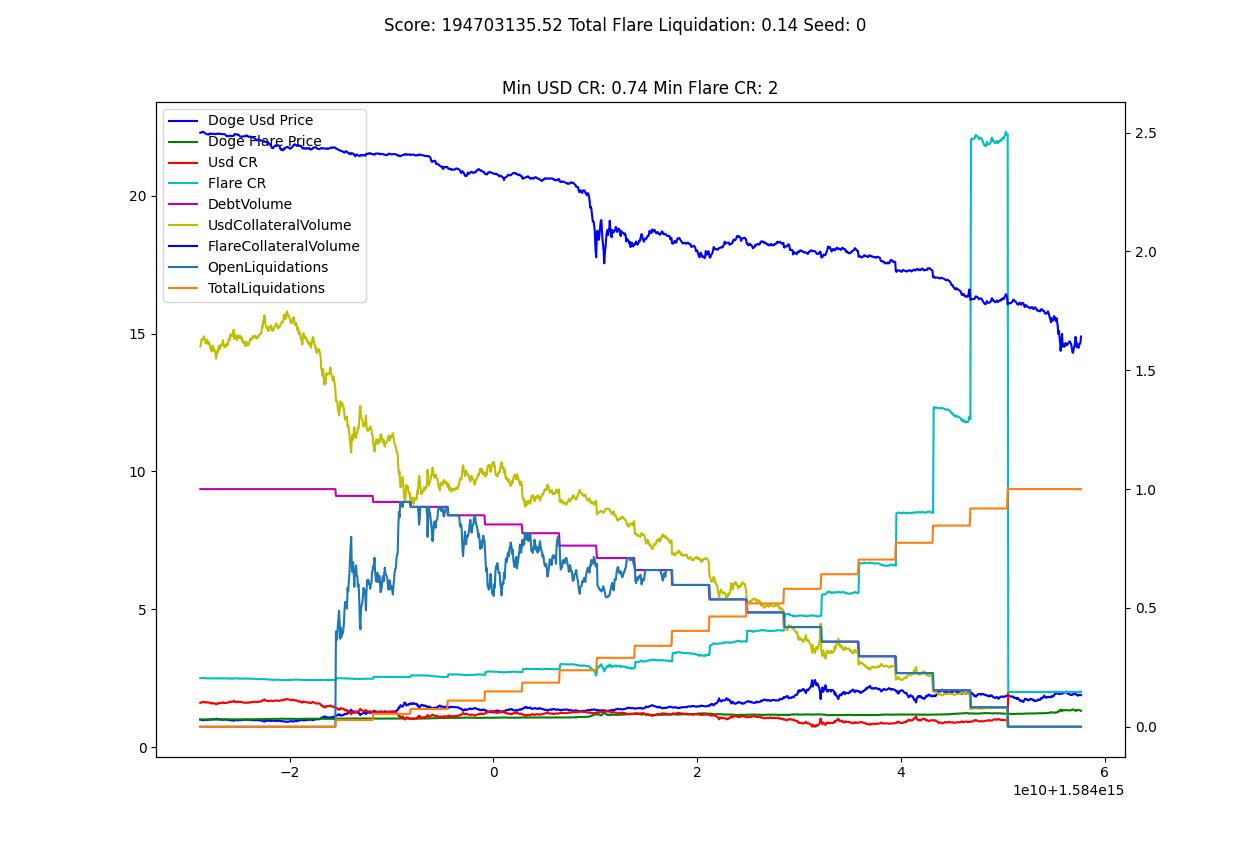 Score: 194703135.52 Total Flare Liquidation: 0.14 Seed: 0
Min USD CR: 0.74 Min Flare CR: 2
Doge Usd Price
Doge Flare Price
Usd CR
Flare CR
DebtVolume
UsdCollateralVolume
FlareCollateralVolume
OpenLiquidations
TotalLiquidations
20
15
10
5
0
2.5
2.0
1.5
1.0
0.5
0.0
−2
0
2
4
6
1e10+1.584e15